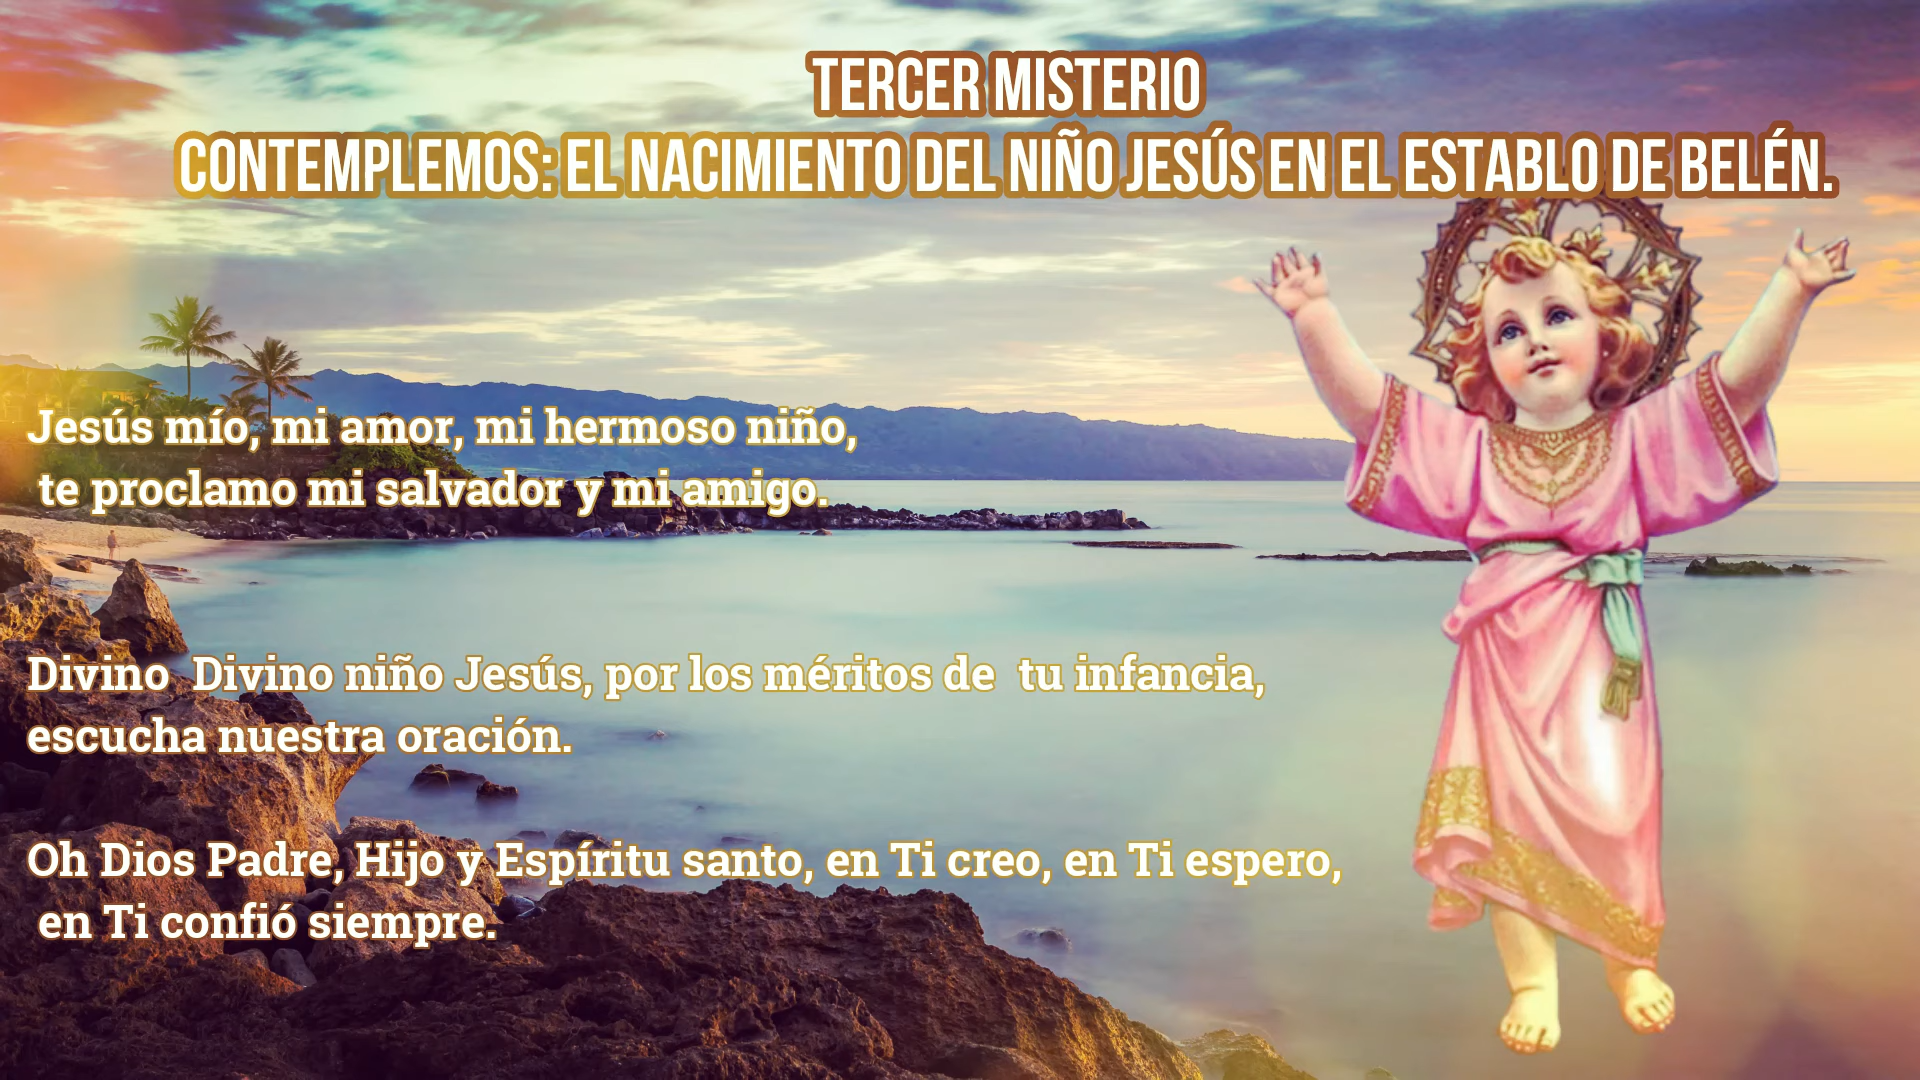 TERCER MISTERIO
CONTEMPLEMOS: EL NACIMIENTO DEL NIÑO JESÚS EN EL ESTABLO DE BELÉN.
Jesús mío, mi amor, mi hermoso niño,
te proclamo mi salvador y mi amigo.
Divino  Divino niño Jesús, por los méritos de  tu infancia,
escucha nuestra oración.
Oh Dios Padre, Hijo y Espíritu santo, en Ti creo, en Ti espero,
en Ti confió siempre.